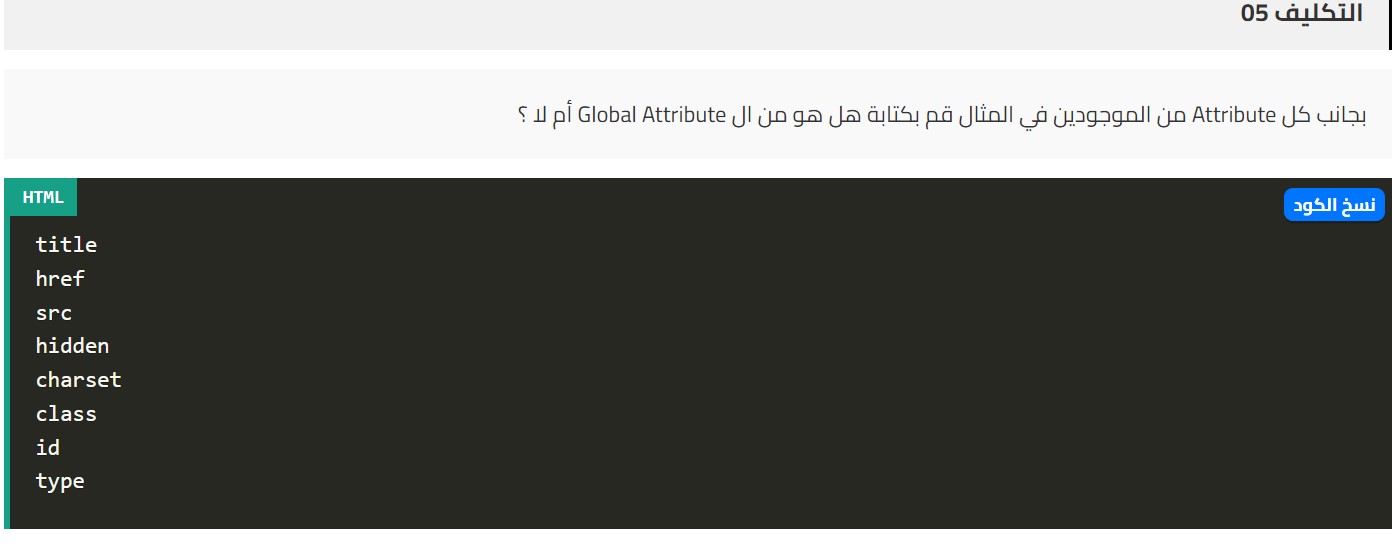 التكليف 05
بجانب كل Attribute من الموجودين في المثال قم بكتابة هل هو من ال Global Attribute أم لا ؟
HTML
نسخ الكود
title
href
src
hidden
charset
class
id
type